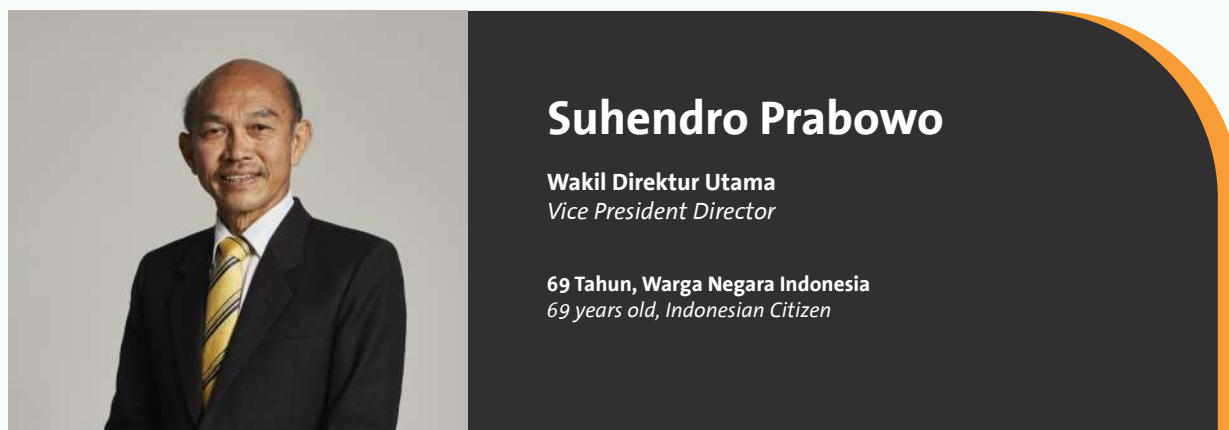 Suhendro Prabowo
Wakil Direktur Utama
Vice President Director
69 Tahun, Warga Negara Indonesia
69 years old, Indonesian Citizen